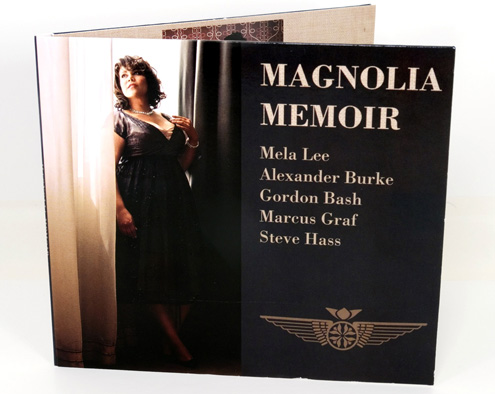 MAGNOLIA
MEMOIR
Mela Lee
Alexander Burke
Gordon Bash
Marcus Graf
Steve Hass